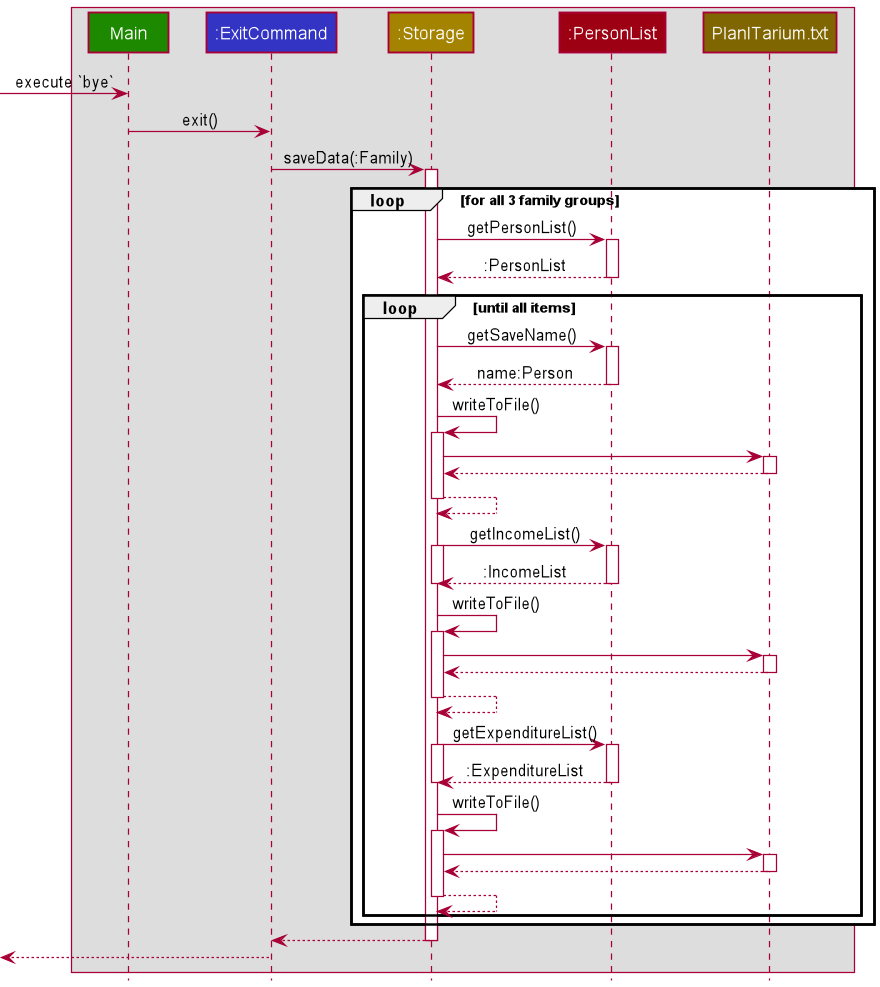 Main
:ExitCommand
:Storage
:PersonList
PlanITarium.txt
execute `bye`
exit()
saveData(:Family)
loop
[for all 3 family groups]
getPersonList()
:PersonList
loop
[until all items]
getSaveName()
name:Person
writeToFile()
getIncomeList()
:IncomeList
writeToFile()
getExpenditureList()
:ExpenditureList
writeToFile()